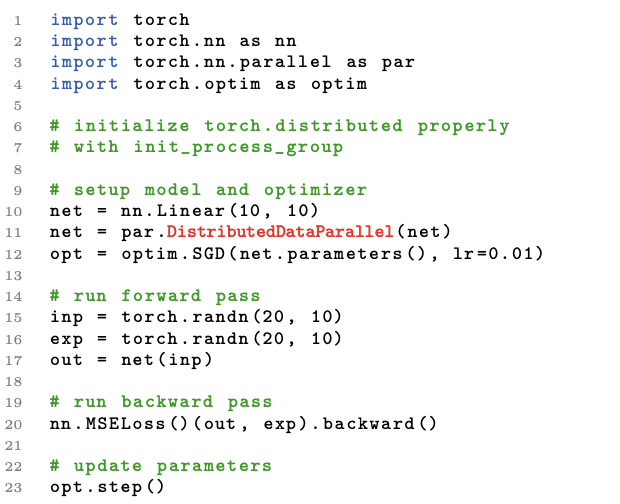 1 import torch
2 import torch.nn as nn
3 import torch.nn.parallel as par
4 import torch.optim as optim
5
6 # initialize torch.distributed properly
7 # with init_process_group
8
9 # setup model and optimizer
10 net = nn.Linear(10, 10)
11 net = par.DistributedDataParallel(net)
12 opt = optim.SGD(net.parameters(), lr=0.01)
13
14 # run forward pass
15 inp = torch.randn(20, 10)
16 exp = torch.randn(20, 10)
17 out = net(inp)
18
19 # run backward pass
20 nn.MSELoss()(out, exp).backward()
21
22 # update parameters
23 opt.step()